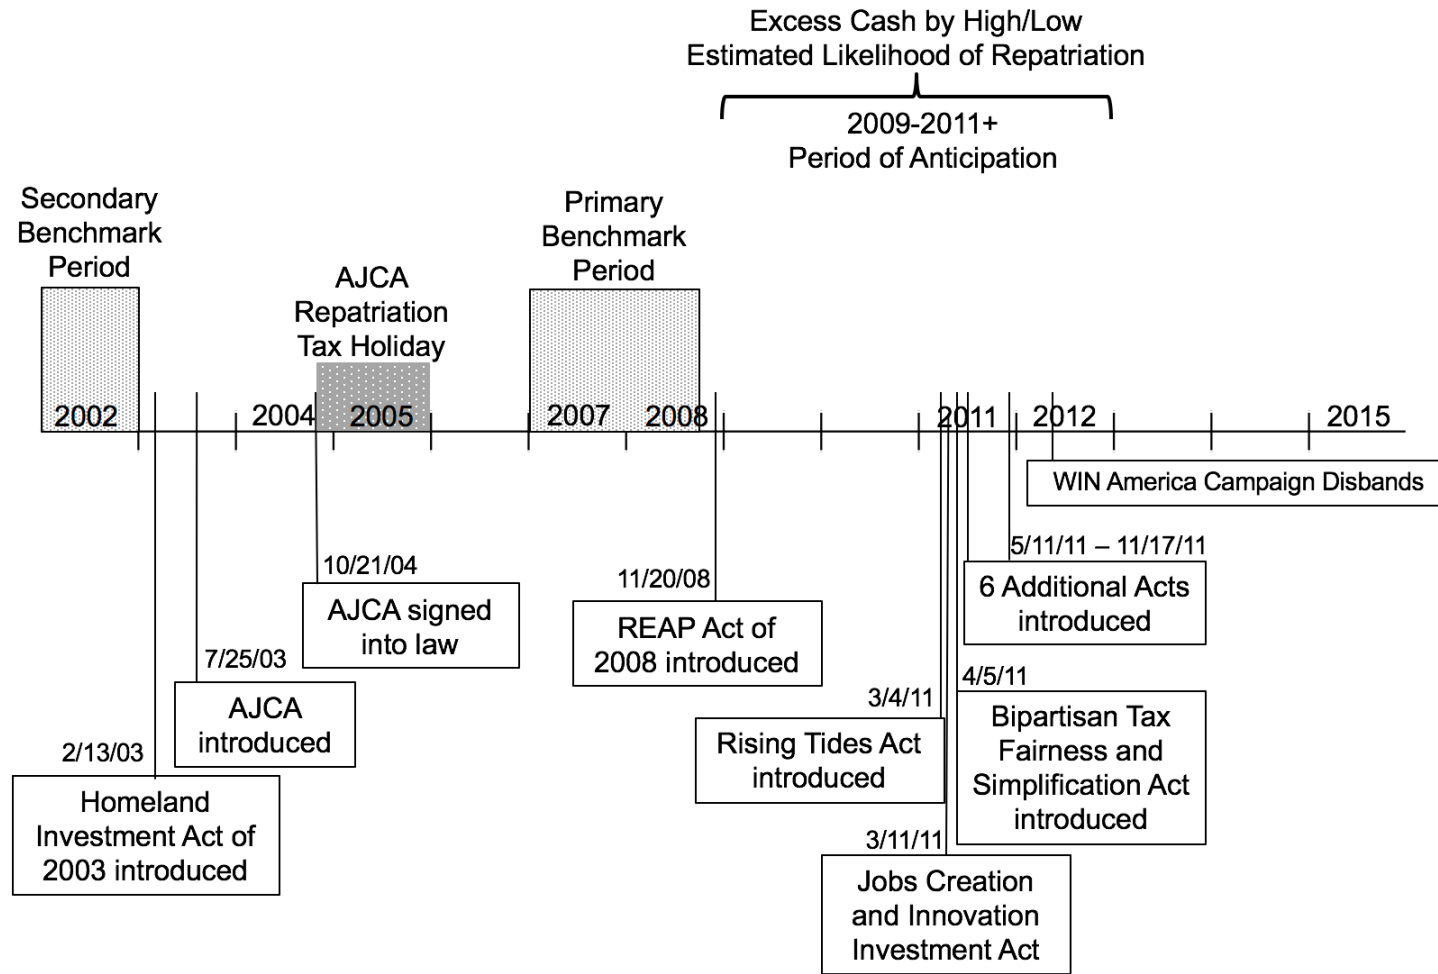 Excess Cash by High/Low
Estimated Likelihood of Repatriation
2009-2011+
Period of Anticipation
Secondary
Benchmark
Period
AJCA
Repatriation
Tax Holiday
Primary
Benchmark
Period
2002
2004
2005
2007
2008
2011
2012
2015
WIN America Campaign Disbands
5/11/11 – 11/17/11
6 Additional Acts
introduced
10/21/04
AJCA signed
into law
11/20/08
REAP Act of
2008 introduced
7/25/03
AJCA
introduced
4/5/11
Bipartisan Tax
Fairness and
Simplification Act
introduced
3/4/11
Rising Tides Act
introduced
2/13/03
Homeland
Investment Act of
2003 introduced
3/11/11
Jobs Creation
and Innovation
Investment Act